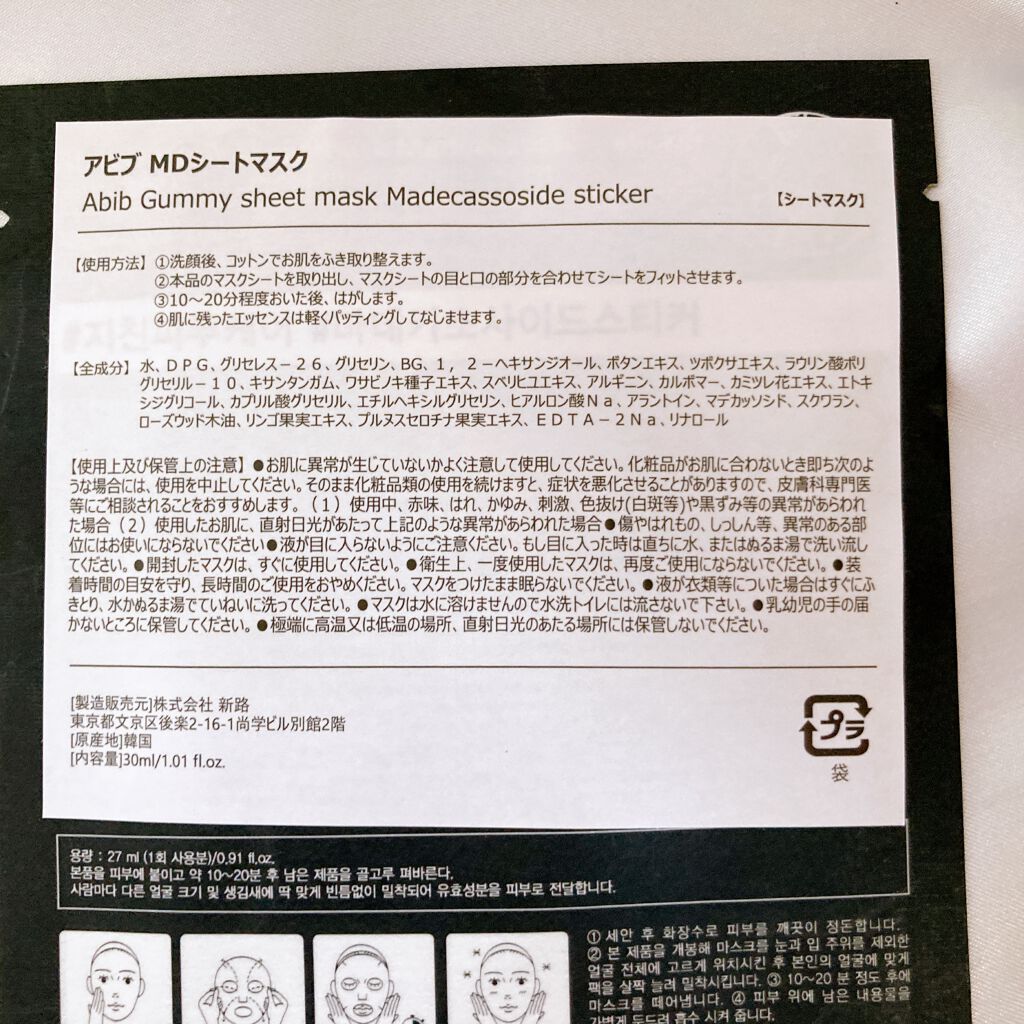 アビブ MDシートマスク
Abib Gummy sheet mask Madecassoside sticker
【シートマスク】
【使用方法】①洗顔後、コットンでお肌をふき取り整えます。
②本品のマスクシートを取り出し、マスクシートの目と口の部分を合わせてシートをフィットさせます。
③10～20分程度おいた後、はがします。
④肌に残ったエッセンスは軽くパッティングしてなじませます。
【全成分】水、ＤＰＧ、グリセレス－２６、グリセリン、BG、１，２－ヘキサンジオール、ボタンエキス、ツボクサエキス、ラウリン酸ポリ
グリセリル－１０、キサンタンガム、ワサビノキ種子エキス、スベリヒユエキス、アルギニン、カルボマー、カミツレ花エキス、エトキ
シジグリコール、カプリル酸グリセリル、エチルヘキシルグリセリン、ヒアルロン酸Ｎａ、アラントイン、マデカッソシド、スクワラン、
ローズウッド木油、リンゴ果実エキス、プルヌスセロチナ果実エキス、ＥＤＴＡ－２Ｎａ、リナロール
【使用上及び保管上の注意】●お肌に異常が生じていないかよく注意して使用してください。化粧品がお肌に合わないとき即ち次のよ
うな場合には、使用を中止してください。そのまま化粧品類の使用を続けますと、症状を悪化させることがありますので、皮膚科専門医
等にご相談されることをおすすめします。（１）使用中、赤味、はれ、かゆみ、刺激、色抜け(白斑等)や黒ずみ等の異常があらわれ
た場合（２）使用したお肌に、直射日光があたって上記のような異常があらわれた場合●傷やはれもの、しっしん等、異常のある部
位にはお使いにならないでください●液が目に入らないようにご注意ください。もし目に入った時は直ちに水、またはぬるま湯で洗い流し
てください。●開封したマスクは、すぐに使用してください。●衛生上、一度使用したマスクは、再度ご使用にならないでください。●装
着時間の目安を守り、長時間のご使用をおやめください。マスクをつけたまま眠らないでください。●液が衣類等についた場合はすぐにふ
きとり、水かぬるま湯でていねいに洗ってください。●マスクは水に溶けませんので水洗トイレには流さないで下さい。●乳幼児の手の届
かないところに保管してください。●極端に高温又は低温の場所、直射日光のあたる場所には保管しないでください。
[製造販売元]株式会社 新路
東京都文京区後楽2-16-1尚学ビル別館2階
[原産地]韓国
[内容量]30ml/1.01 fl.oz.
プラ
袋
용량 : 27 ml (1회 사용분)/0.91 fl.oz.
본품을 피부에 붙이고 약 10~20분 후 남은 제품을 골고루 펴바른다.
사람마다 다른 얼굴 크기 및 생김새에 딱 맞게 빈틈없이 밀착되어 유효성분을 피부로 전달합니다.
① 세안 후 화장수로 피부를 깨끗이 정돈합니다.
② 본 제품을 개봉해 마스크를 눈과 입 주위를 제외한
얼굴 전체에 고르게 위치시킨 후 본인의 얼굴에 맞게
팩을 살짝 늘려 밀착시킵니다. ③ 10~20 분 정도 후에
마스크를 떼어냅니다. ④ 피부 위에 남은 내용물을
가볍게 두드려 흡수 시켜 줍니다.